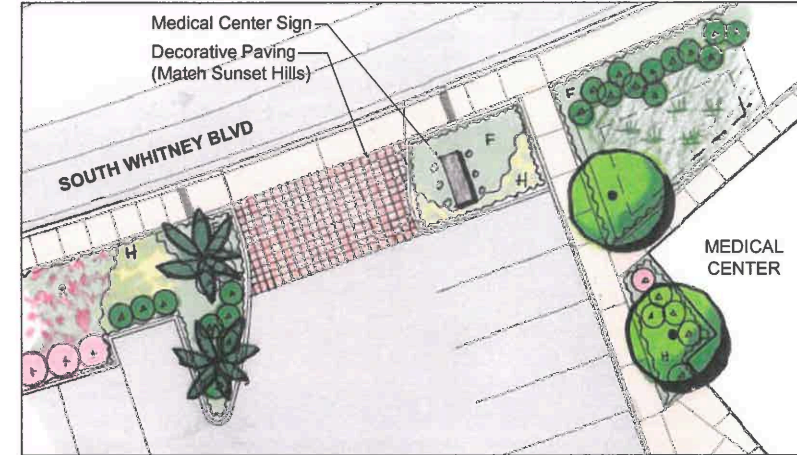 Medical Center Sign
Decorative Paving
(Match Sunset Hills)
SOUTH WHITNEY BLVD
F
F
H
H
MEDICAL
CENTER
H